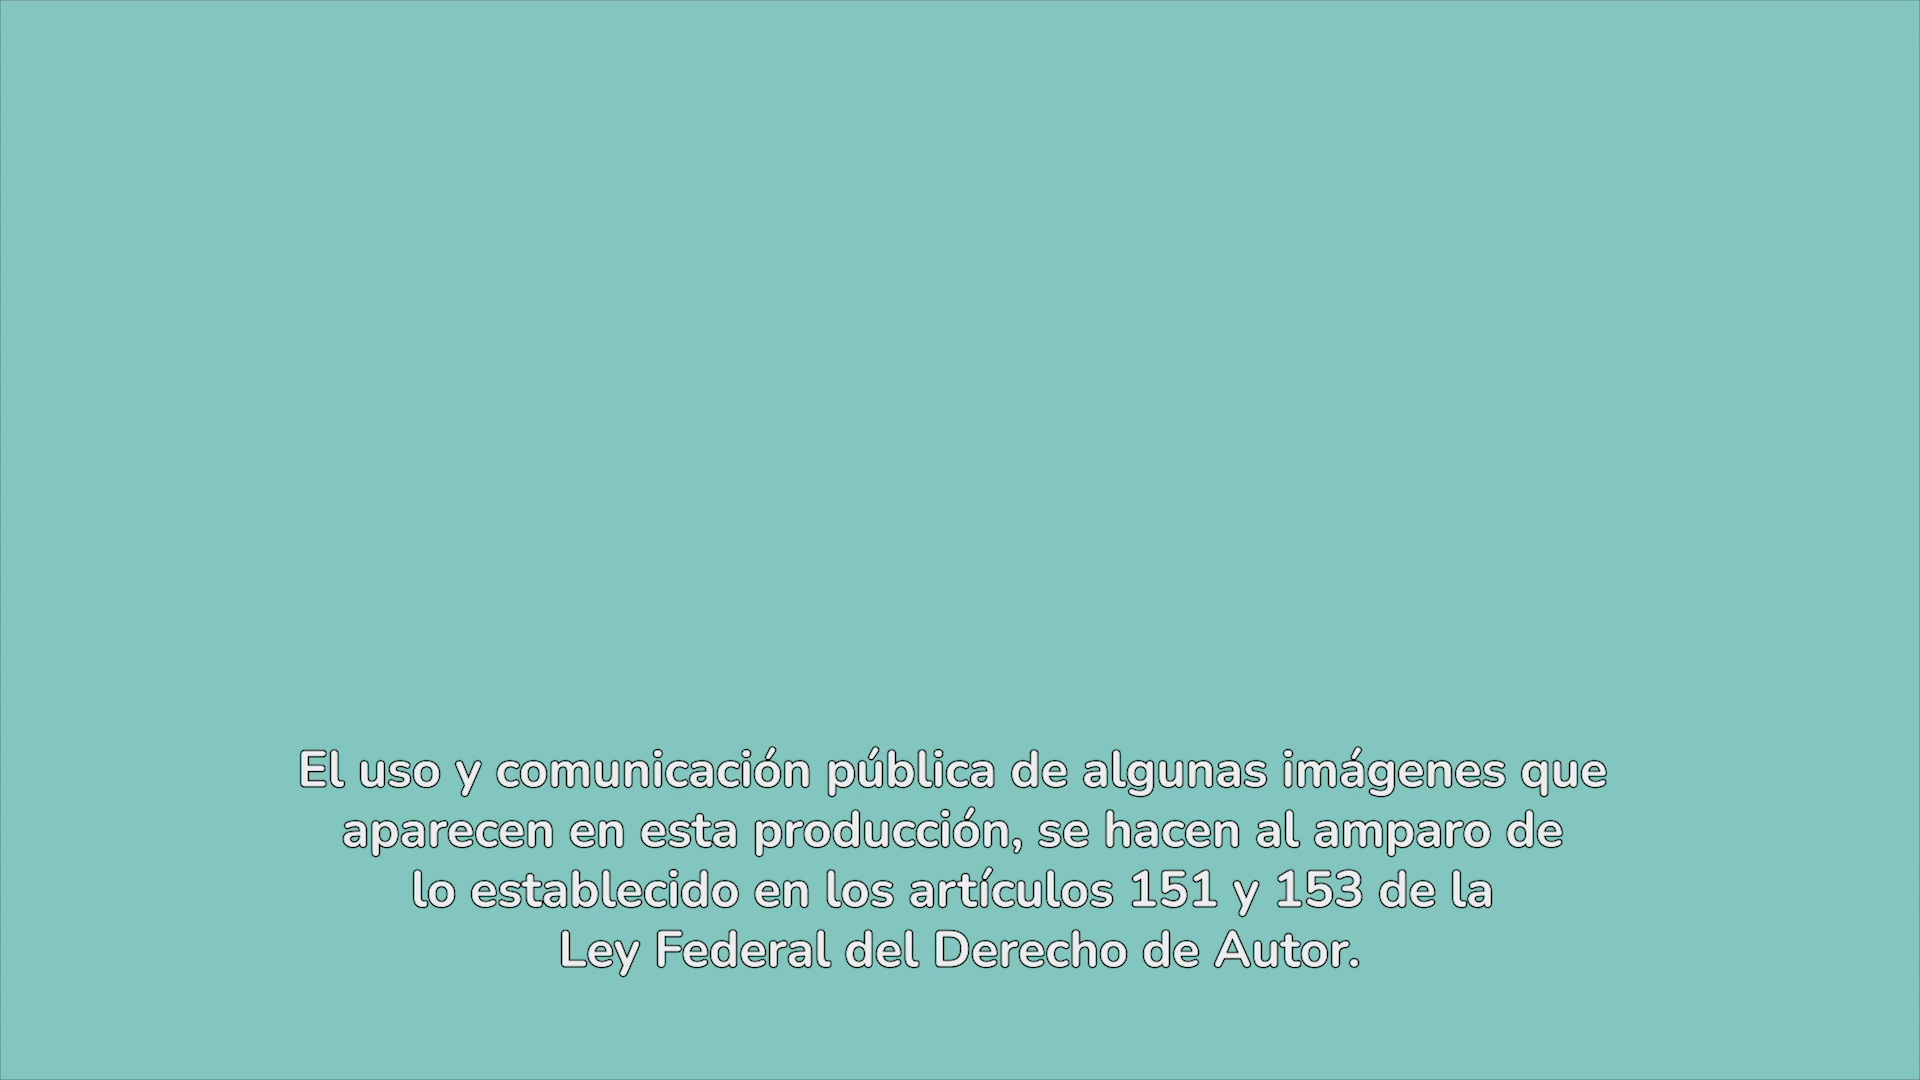 El uso y comunicación pública de algunas imágenes que
aparecen en esta producción, se hacen al amparo de
lo establecido en los artículos 151 y 153 de la
Ley Federal del Derecho de Autor.